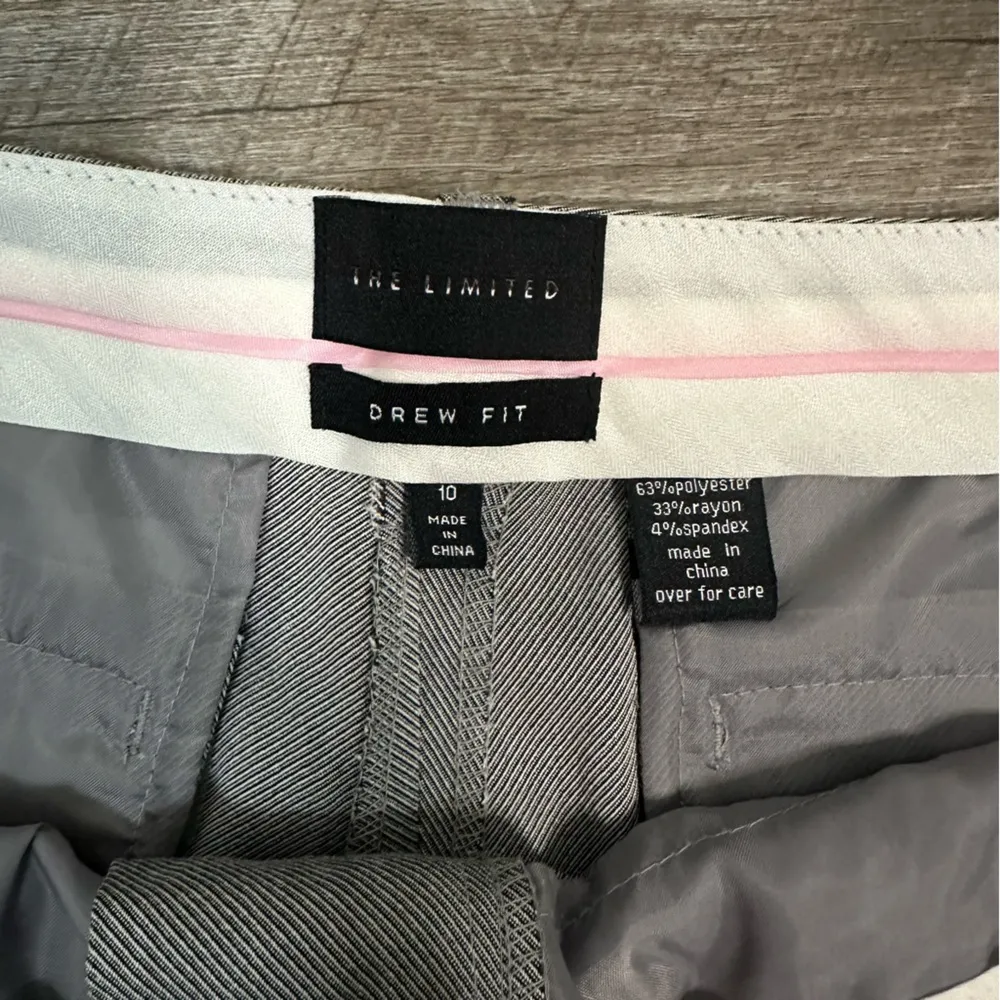 THE LIMITED
DREW FIT
10
MADE
IN
CHINA
63%polyester
33%rayon
4%spandex
made in
china
over for care